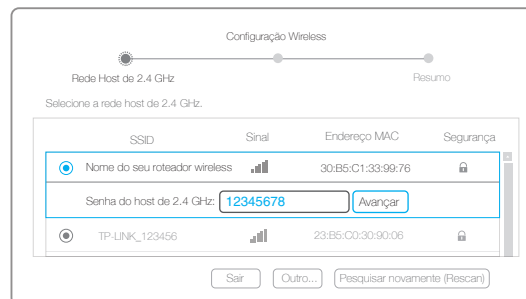 Configuração Wireless
Rede Host de 2.4 GHz Resumo
Selecione a rede host de 2.4 GHz.
SSID Sinal Endereço MAC Segurança
Nome do seu roteador wireless 30:B5:C1:33:99:76
Senha do host de 2.4 GHz: 12345678 Avançar
TP-LINK_123456 23:B5:C0:30:90:06
Sair Outro... Pesquisar novamente (Rescan)